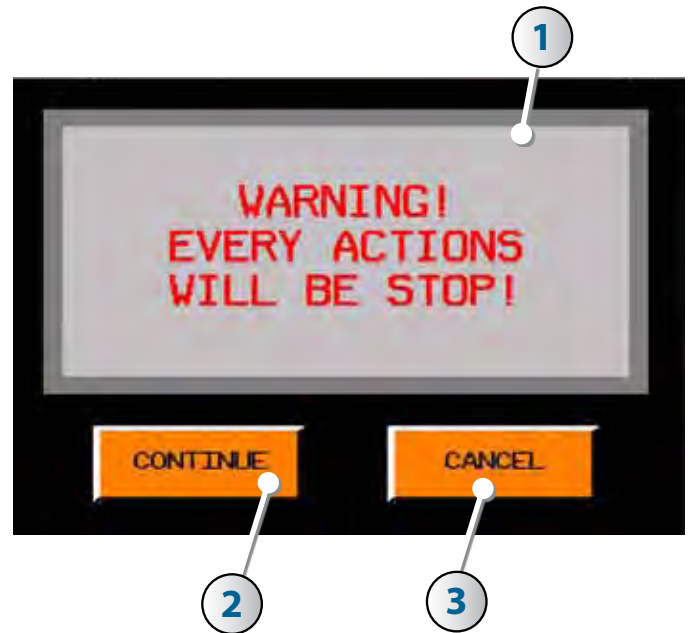 1
WARNING!
EVERY ACTIONS
WILL BE STOP!
CONTINUE
CANCEL
2
3